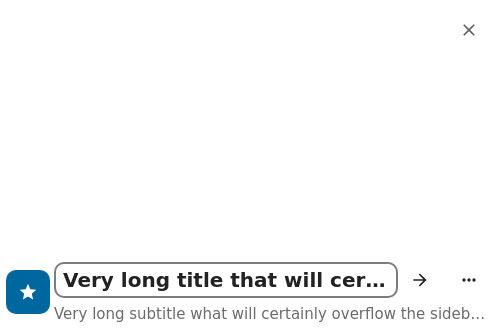 Very long title that will cer...
Very long subtitle what will certainly overflow the sideb...